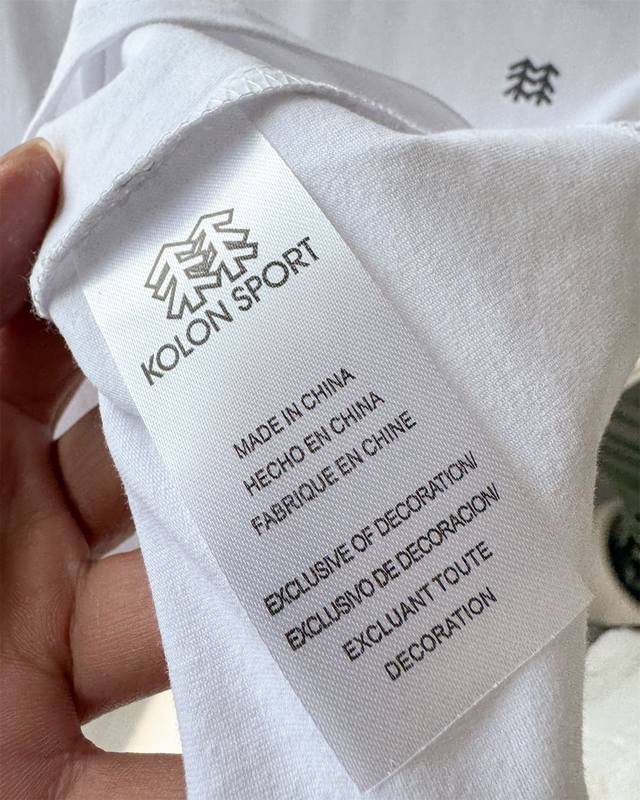 KOLON SPORT
MADE IN CHINA
HECHO EN CHINA
FABRIQUE EN CHINE
EXCLUSIVE OF DECORATION/
EXCLUSIVO DE DECORACION/
EXCLUANT TOUTE
DECORATION